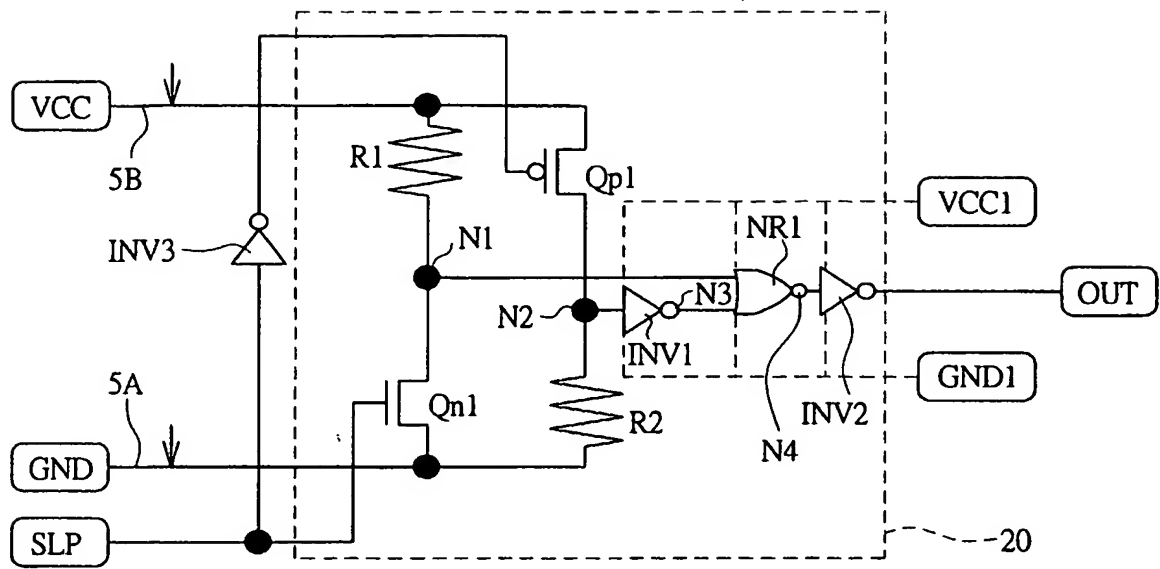 VCC
5B
R1
Qp1
VCC1
INV3
N1
NR1
N2
N3
OUT
INV1
GND1
5A
Qn1
R2
INV2
N4
GND
SLP
20